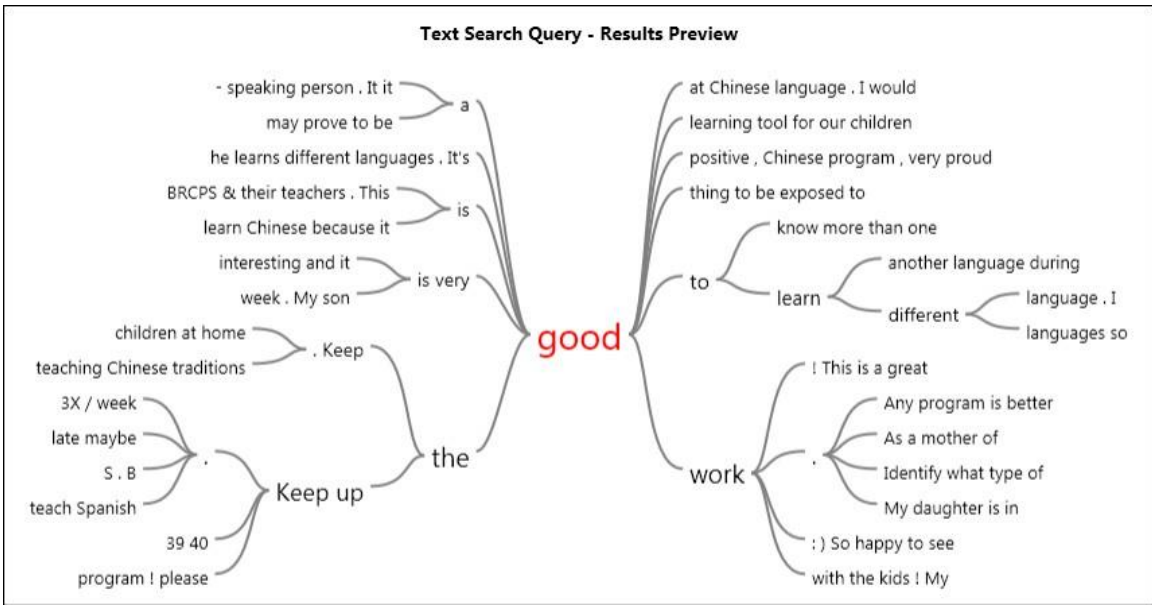 Text Search Query - Results Preview
- speaking person . It it
may prove to be
a
he learns different languages . It's
BRCPS & their teachers . This
learn Chinese because it
is
interesting and it
week . My son
is very
children at home
teaching Chinese traditions
. Keep
3X / week
late maybe
S . B
teach Spanish
.
39 40
program ! please
Keep up
the
good
at Chinese language . I would
learning tool for our children
positive , Chinese program , very proud
thing to be exposed to
to
know more than one
learn
another language during
different
language . I
languages so
work
! This is a great
.
Any program is better
As a mother of
Identify what type of
My daughter is in
: ) So happy to see
with the kids ! My